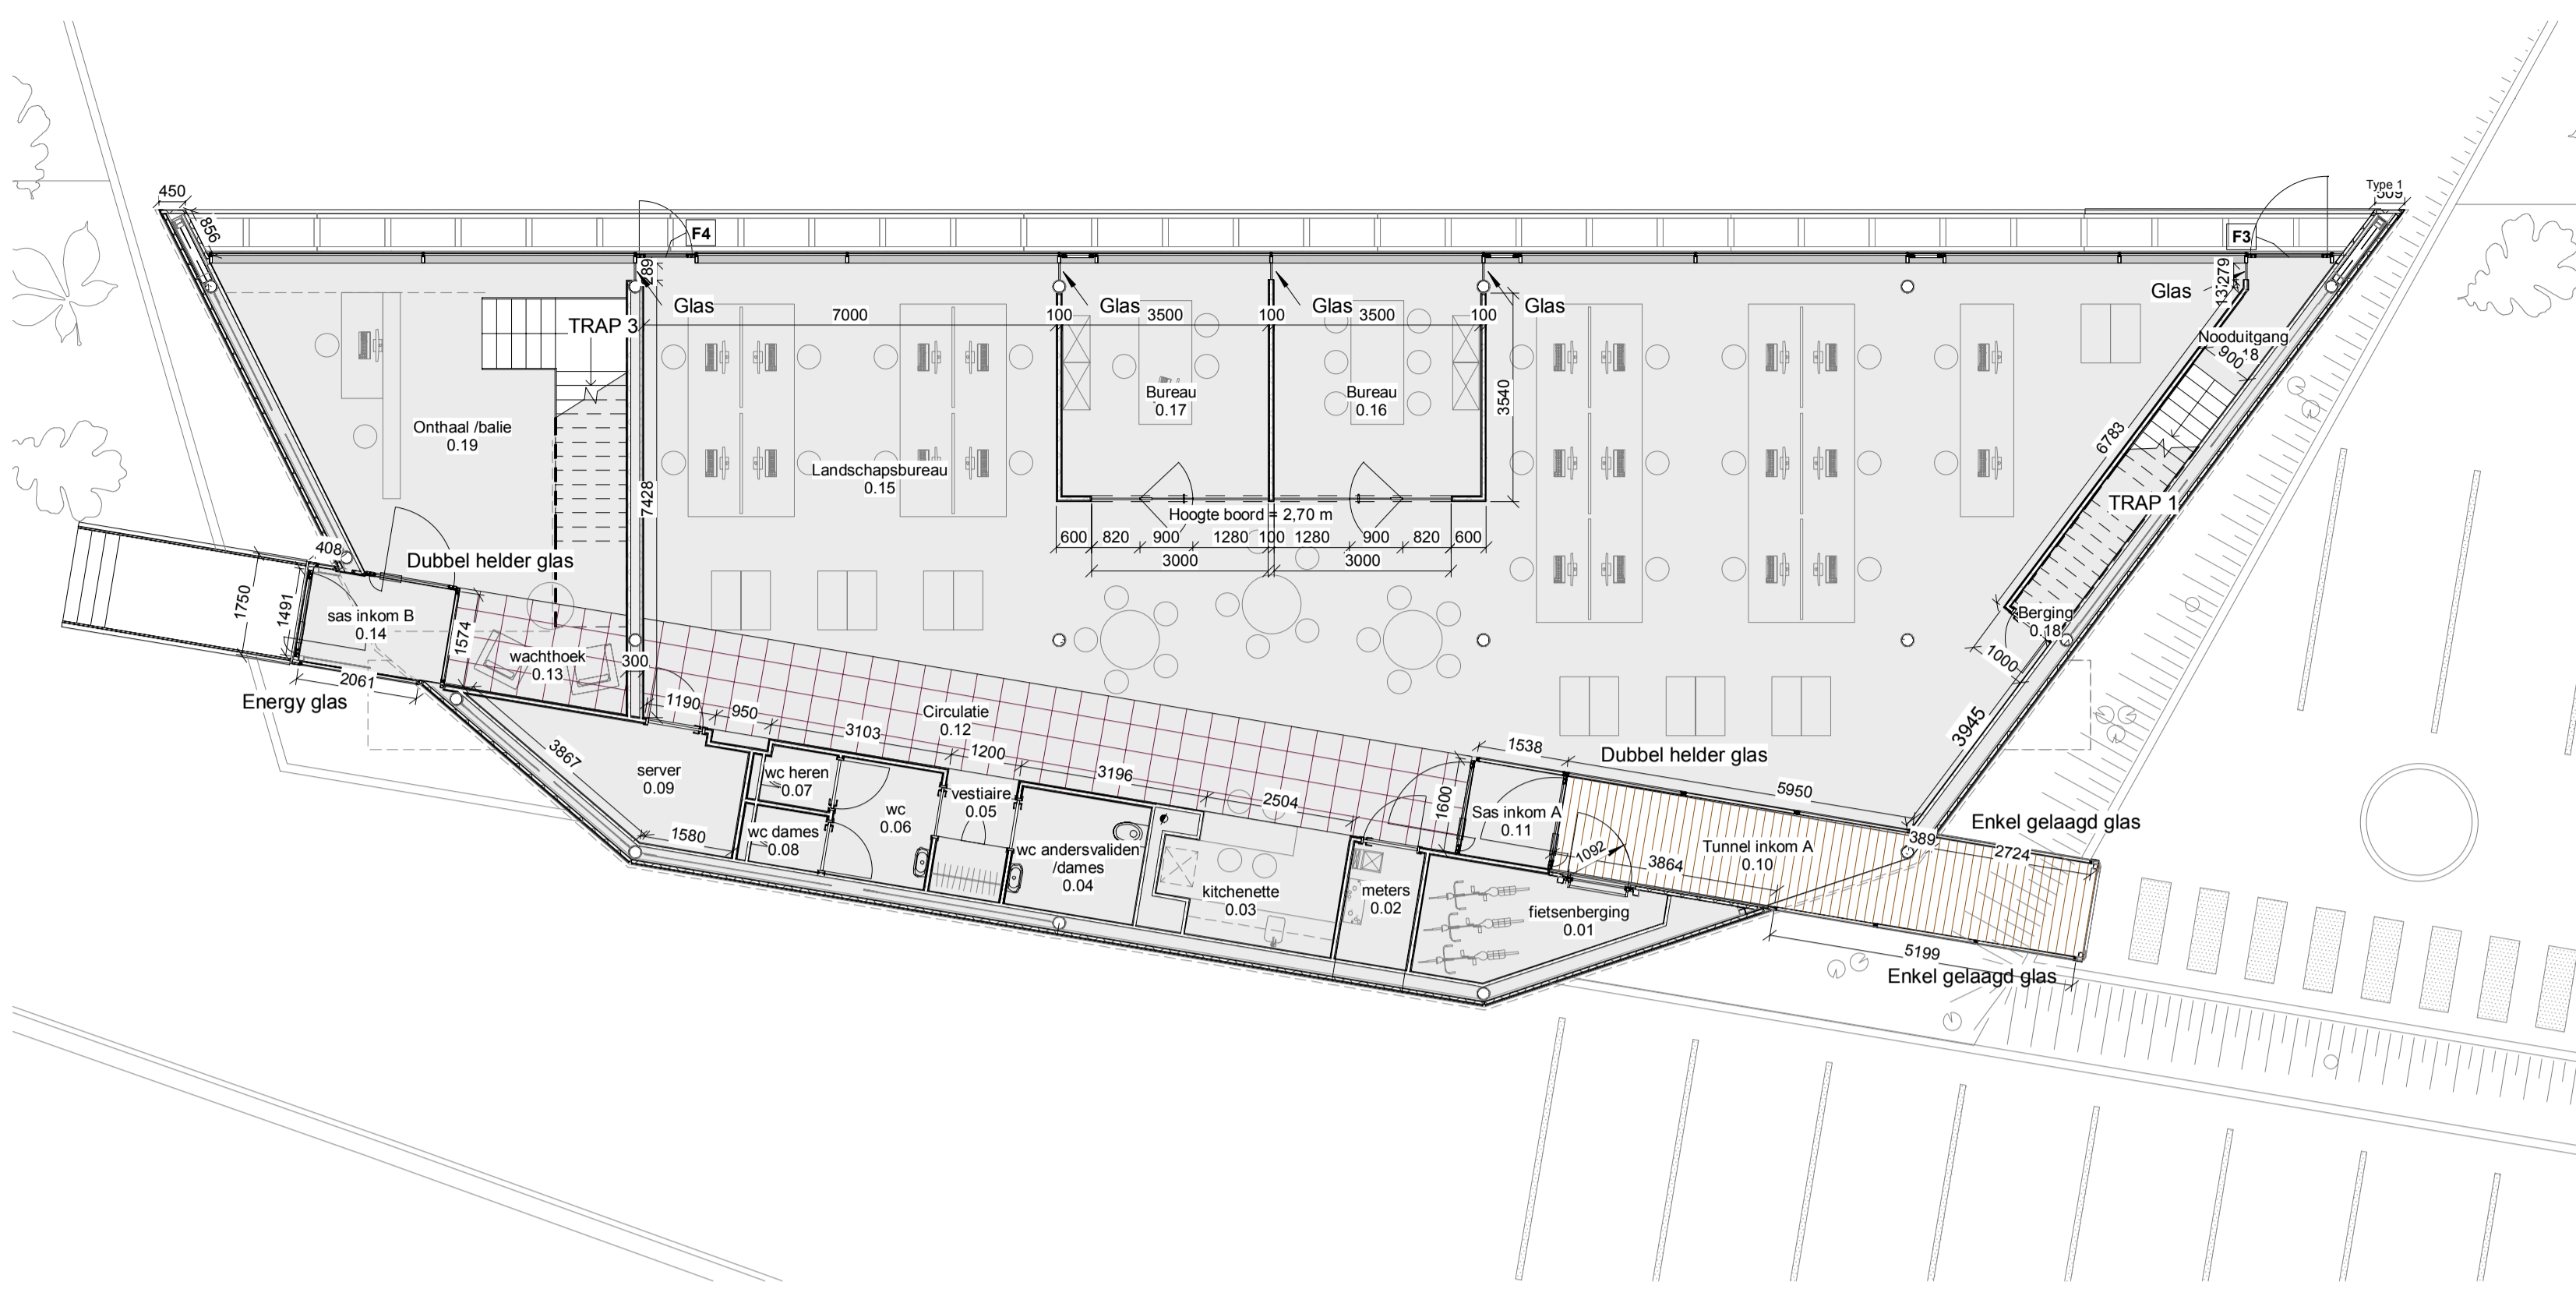 Type 1
450
509
856
F4
F3
289
279
Glas
Glas
Glas
Glas
Glas
TRAP 3
7000
100
3500
100
3500
100
Nooduitgang
900
Bureau
0.17
Bureau
0.16
3540
Onthaal /balie
0.19
6783
Landschapsbureau
0.15
7428
TRAP 1
Hoogte boord = 2,70 m
600
820
900
1280
100
1280
900
820
600
3000
3000
408
Dubbel helder glas
1750
1491
sas inkom B
0.14
1574
Berging
0.18
wachthoek
0.13
300
1000
2061
Energy glas
1190
950
Circulatie
0.12
3103
3945
1200
1538
Dubbel helder glas
3867
server
0.09
wc heren
0.07
3196
5950
vestiaire
0.05
2504
1600
Sas inkom A
0.11
wc
0.06
1580
wc dames
0.08
389
Enkel gelaagd glas
2724
wc andersvaliden
/dames
0.04
1092
3864
Tunnel inkom A
0.10
kitchenette
0.03
meters
0.02
fietsenberging
0.01
5199
Enkel gelaagd glas